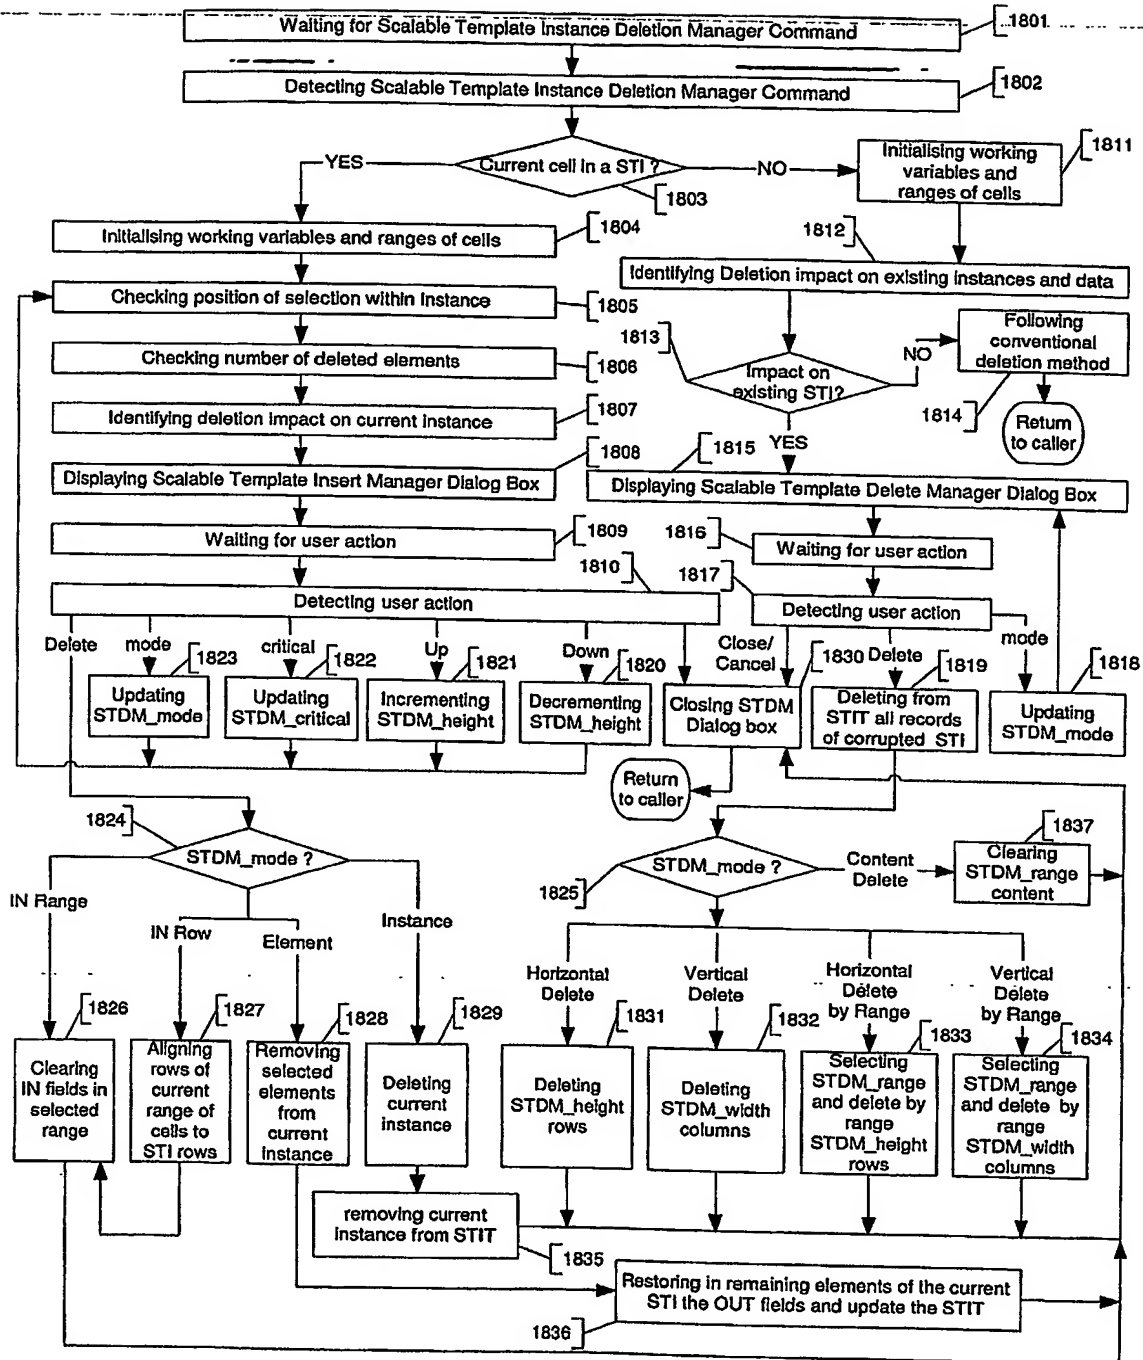 Waiting for Scalable Template Instance Deletion Manager Command
1801
Detecting Scalable Template Instance Deletion Manager Command
1802
YES
Current cell in a STI ?
NO
1803
Initialising working
variables and
ranges of cells
1811
Initialising working variables and ranges of cells
1804
1812
Identifying Deletion impact on existing instances and data
Checking position of selection within Instance
1805
1813
Impact on
existing STI?
NO
Following
conventional
deletion method
1814
Return
to caller
Checking number of deleted elements
1806
Identifying deletion impact on current instance
1807
YES
1808
1815
Displaying Scalable Template Insert Manager Dialog Box
Displaying Scalable Template Delete Manager Dialog Box
Waiting for user action
1809
1816
Waiting for user action
1810
1817
Detecting user action
Detecting user action
Delete
mode
1823
critical
1822
Up
1821
Down
1820
Close/
Cancel
1830
Delete
1819
mode
1818
Updating
STDM_mode
Updating
STDM_critical
Incrementing
STDM_height
Decrementing
STDM_height
Closing STDM
Dialog box
Deleting from
STIT all records
of corrupted STI
Updating
STDM_mode
Return
to caller
1824
STDM_mode ?
1825
STDM_mode ?
Content
Delete
1837
Clearing
STDM_range
content
IN Range
IN Row
Element
Instance
Horizontal
Delete
Vertical
Delete
Horizontal
Delete
by Range
Vertical
Delete
by Range
1826
1827
1828
1829
1831
1832
1833
1834
Clearing
IN fields in
selected
range
Aligning
rows of
current
range of
cells to
STI rows
Removing
selected
elements
from
current
instance
Deleting
current
instance
Deleting
STDM_height
rows
Deleting
STDM_width
columns
Selecting
STDM_range
and delete by
range
STDM_height
rows
Selecting
STDM_range
and delete by
range
STDM_width
columns
removing current
instance from STIT
1835
Restoring in remaining elements of the current
STI the OUT fields and update the STIT
1836